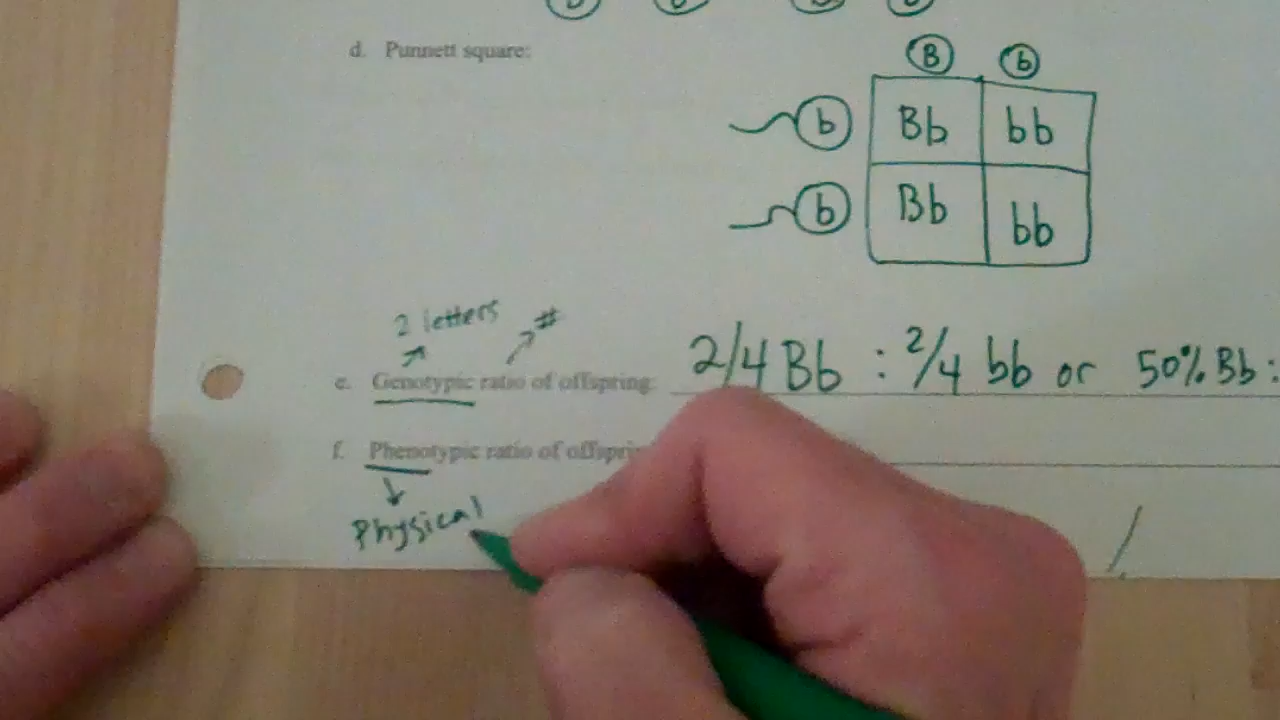 d. Punnett square:
B b
b Bb bb
b Bb bb
2 letters #
e. Genotypic ratio of offspring: 2/4 Bb : 2/4 bb or 50% Bb :
f. Phenotypic ratio of
Physical